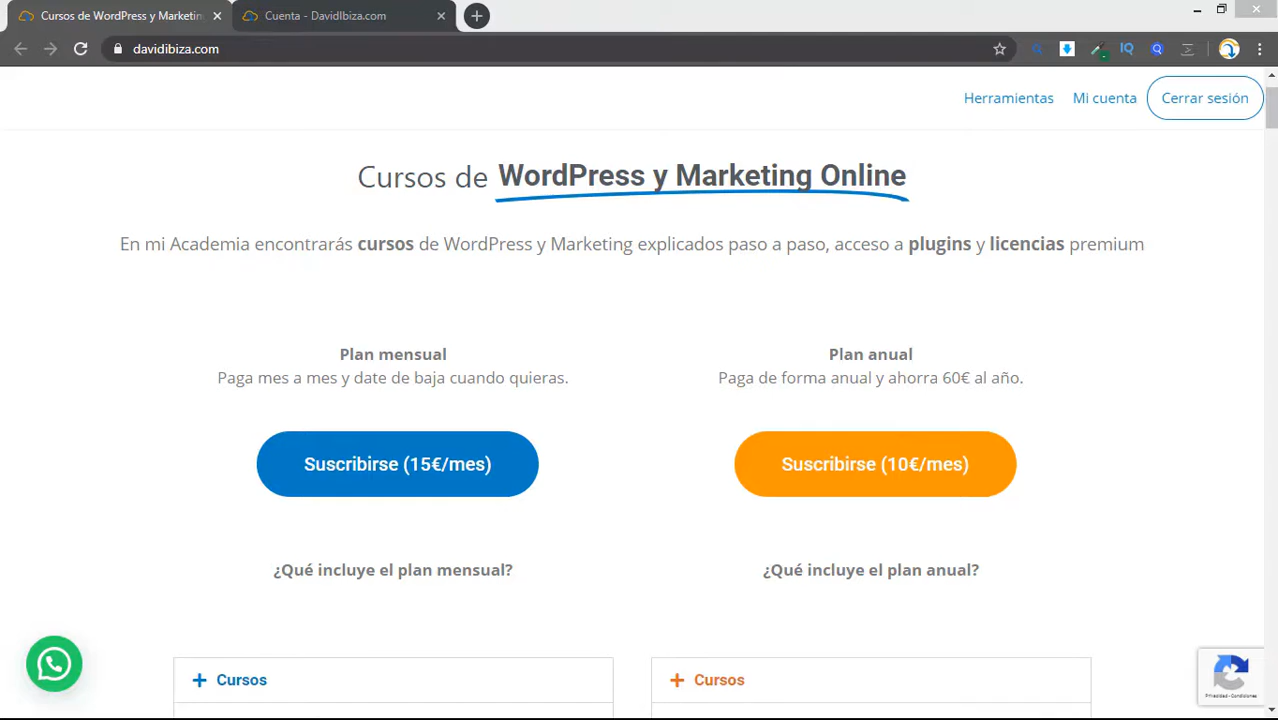 Cursos de WordPress y Marketin
Cuenta - DavidIbiza.com
davidibiza.com
IQ
Herramientas
Mi cuenta
Cerrar sesión
Cursos de WordPress y Marketing Online
En mi Academia encontrarás cursos de WordPress y Marketing explicados paso a paso, acceso a plugins y licencias premium
Plan mensual
Paga mes a mes y date de baja cuando quieras.
Suscribirse (15€/mes)
¿Qué incluye el plan mensual?
Plan anual
Paga de forma anual y ahorra 60€ al año.
Suscribirse (10€/mes)
¿Qué incluye el plan anual?
Cursos
Cursos
Privacidad - Condiciones